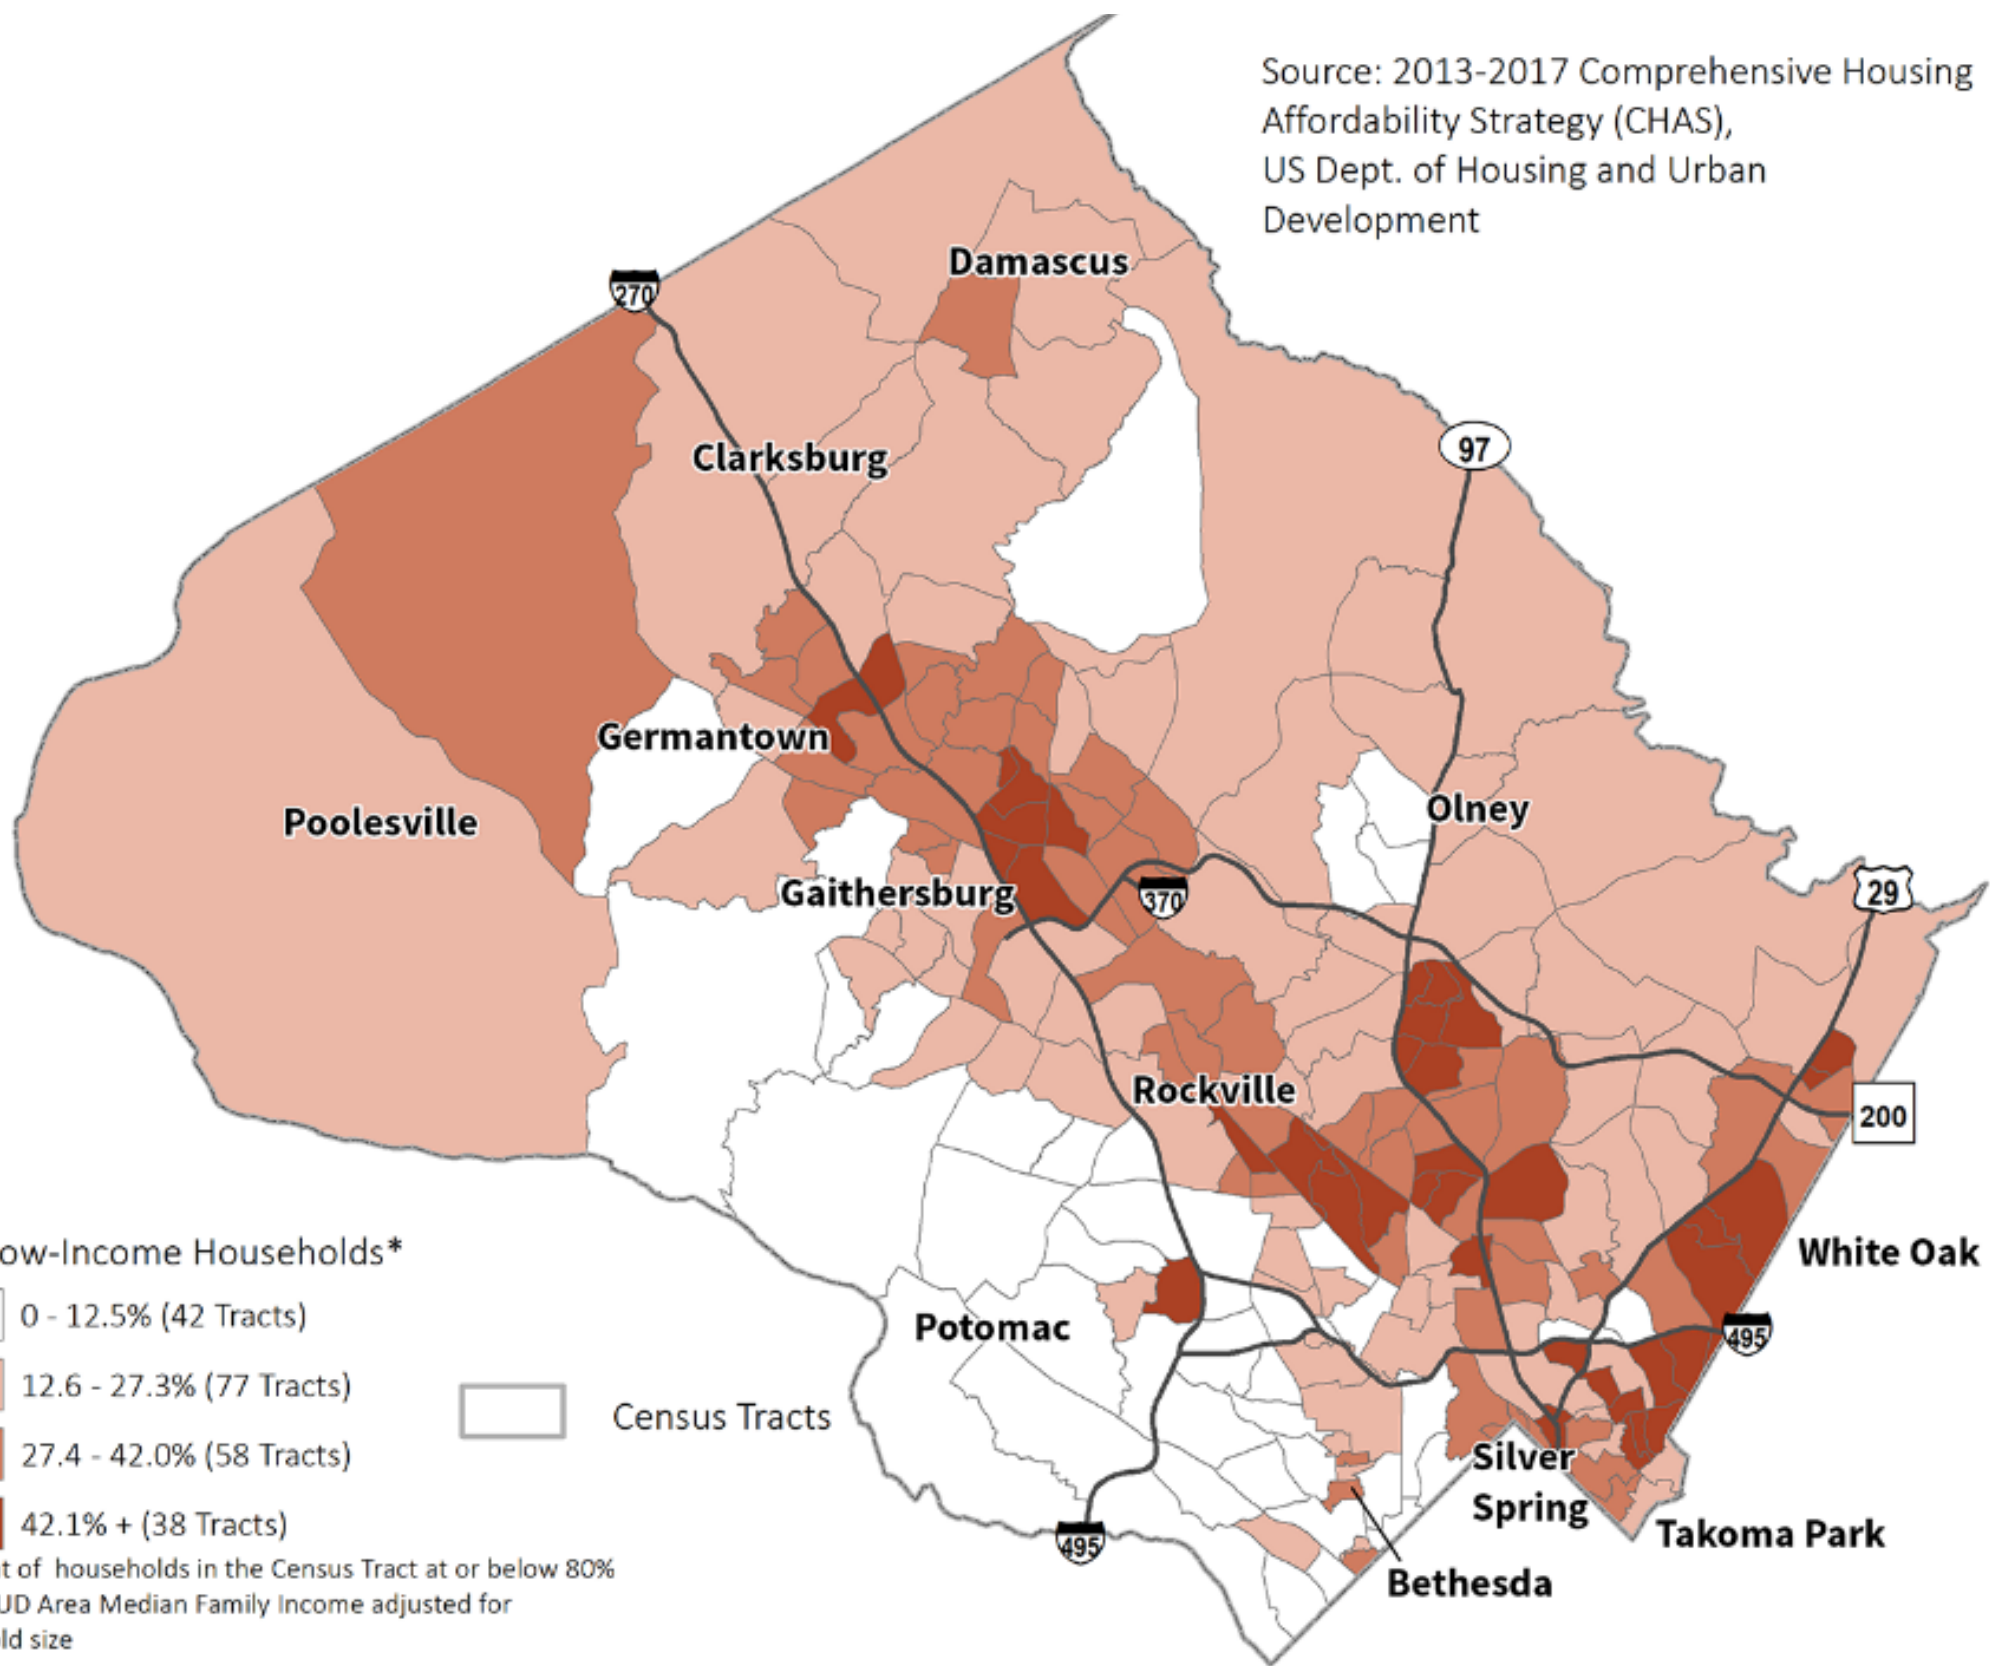 Source: 2013-2017 Comprehensive Housing
Affordability Strategy (CHAS),
US Dept. of Housing and Urban
Development
Damascus
270
97
Clarksburg
Germantown
Poolesville
Olney
Gaithersburg
370
29
Rockville
200
White Oak
ow-Income Households*
0 - 12.5% (42 Tracts)
Potomac
495
12.6 - 27.3% (77 Tracts)
Census Tracts
27.4 - 42.0% (58 Tracts)
Silver
Spring
42.1% + (38 Tracts)
Takoma Park
495
Bethesda
t of households in the Census Tract at or below 80%
UD Area Median Family Income adjusted for
ld size